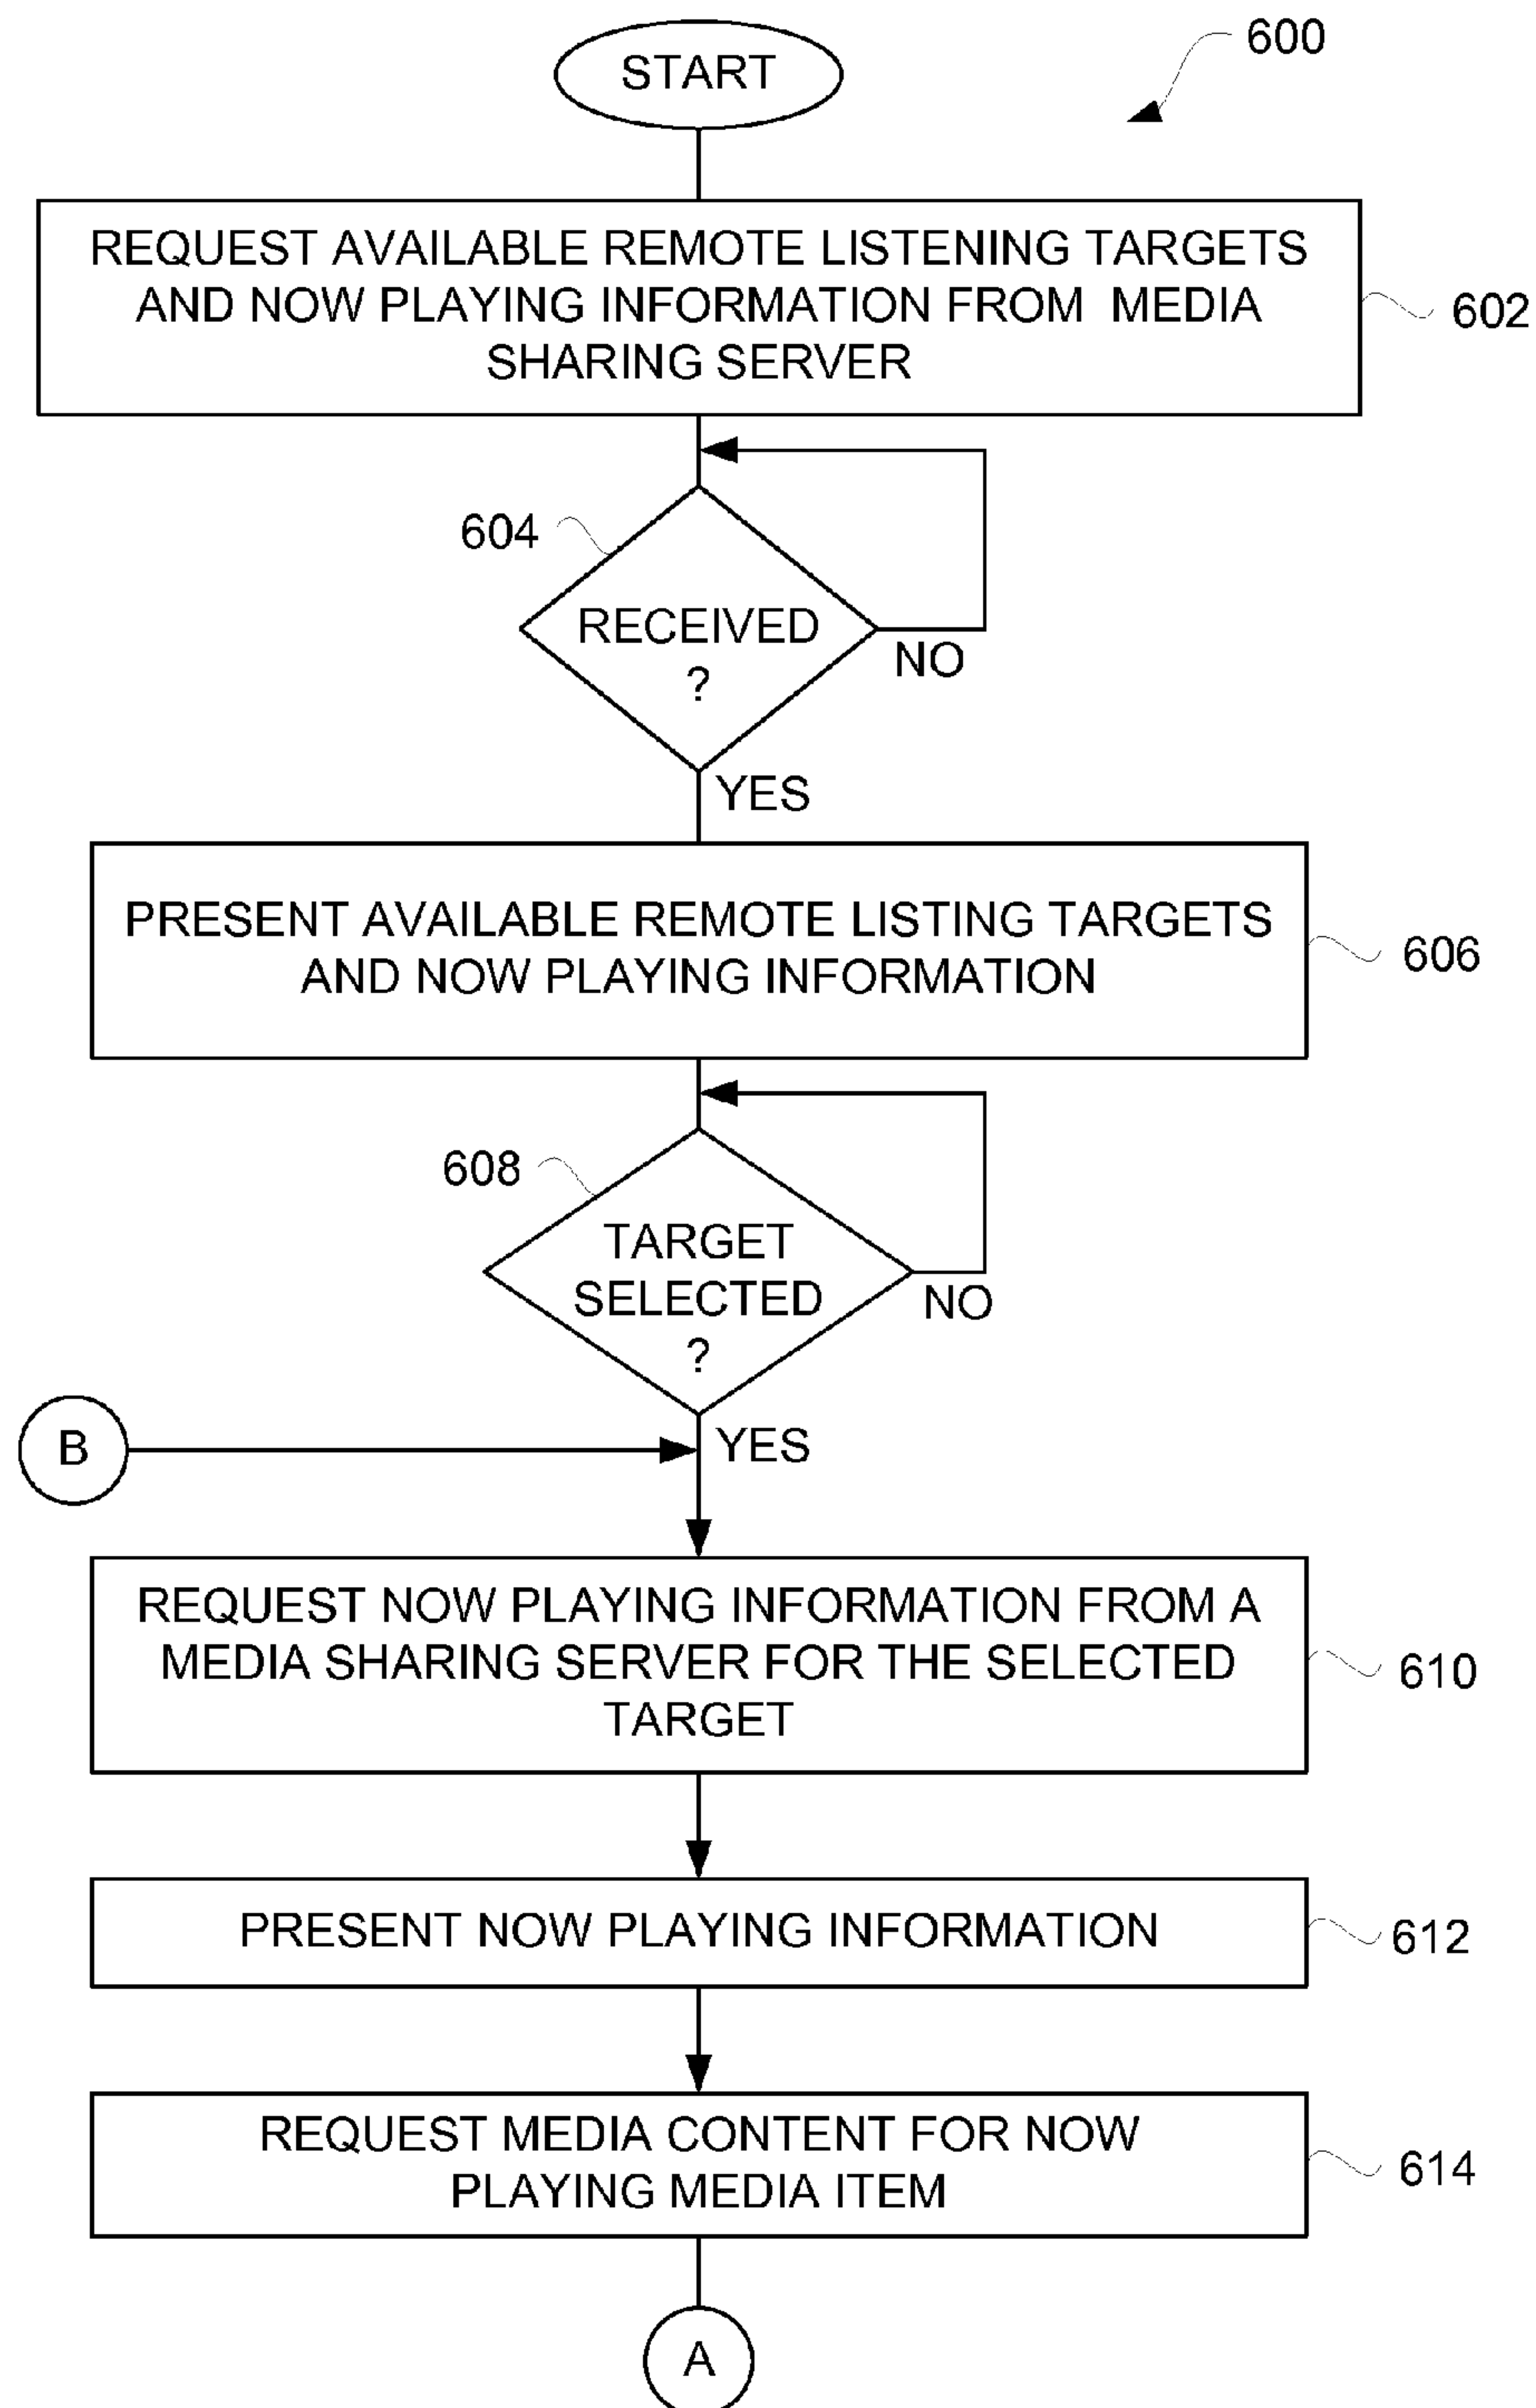 START
600
REQUEST AVAILABLE REMOTE LISTENING TARGETS
AND NOW PLAYING INFORMATION FROM MEDIA
SHARING SERVER
602
604
RECEIVED
?
NO
YES
PRESENT AVAILABLE REMOTE LISTING TARGETS
AND NOW PLAYING INFORMATION
606
608
TARGET
SELECTED
?
NO
B
YES
REQUEST NOW PLAYING INFORMATION FROM A
MEDIA SHARING SERVER FOR THE SELECTED
TARGET
610
PRESENT NOW PLAYING INFORMATION
612
REQUEST MEDIA CONTENT FOR NOW
PLAYING MEDIA ITEM
614
A